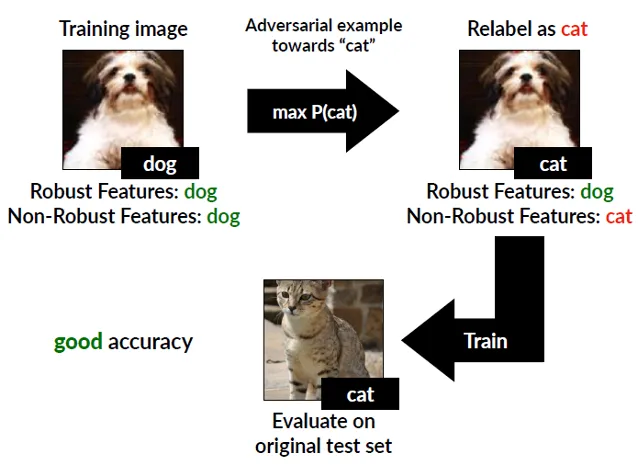 Training image
Adversarial example
towards “cat”
Relabel as cat
max P(cat)
dog
cat
Robust Features: dog
Non-Robust Features: dog
Robust Features: dog
Non-Robust Features: cat
good accuracy
Train
cat
Evaluate on
original test set